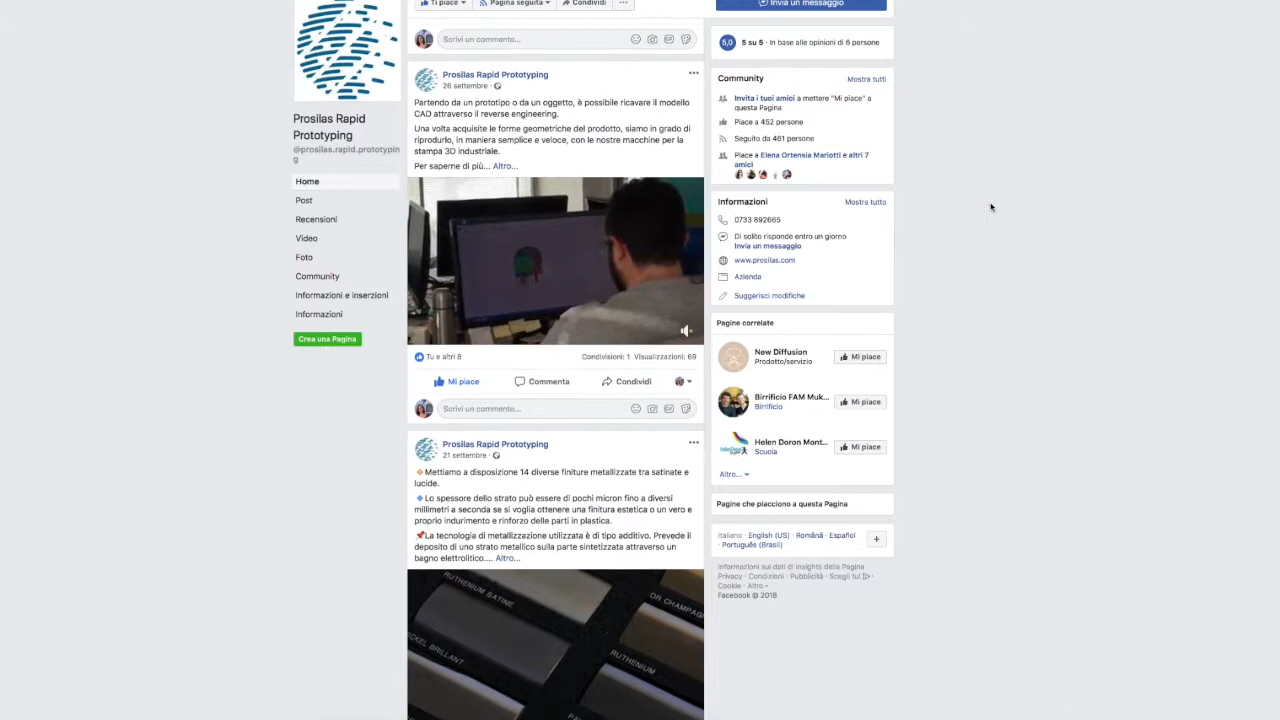 Ti piace
Pagina seguita
Condividi
Invia un messaggio
Scrivi un commento...
Prosilas Rapid Prototyping
@prosilas.rapid.prototypin
g
Home
Post
Recensioni
Video
Foto
Community
Informazioni e inserzioni
Informazioni
Crea una Pagina
Prosilas Rapid Prototyping
26 settembre ·
Partendo da un prototipo o da un oggetto, è possibile ricavare il modello
CAD attraverso il reverse engineering.
Una volta acquisite le forme geometriche del prodotto, siamo in grado di
riprodurlo, in maniera semplice e veloce, con le nostre macchine per la
stampa 3D industriale.
Per saperne di più... Altro...
Tu e altri 8
Condivisioni: 1 Visualizzazioni: 69
Mi piace
Commenta
Condividi
Scrivi un commento...
Prosilas Rapid Prototyping
21 settembre ·
Mettiamo a disposizione 14 diverse finiture metallizzate tra satinate e
lucide.
Lo spessore dello strato può essere di pochi micron fino a diversi
millimetri a seconda se si voglia ottenere una finitura estetica o un vero e
proprio indurimento e rinforzo delle parti in plastica.
La tecnologia di metallizzazione utilizzata è di tipo additivo. Prevede il
deposito di uno strato metallico sulla parte sintetizzata attraverso un
bagno elettrolitico.... Altro...
RUTHENIUM SATINE
OR CHAMPAG
ICKEL BRILLANT
RUTHENIUM
5,0
5 su 5 · In base alle opinioni di 6 persone
Community
Mostra tutti
Invita i tuoi amici a mettere "Mi piace" a
questa Pagina
Piace a 452 persone
Seguito da 461 persone
Piace a Elena Ortensia Mariotti e altri 7
amici
Informazioni
Mostra tutto
0733 892665
Di solito risponde entro un giorno
Invia un messaggio
www.prosilas.com
Azienda
Suggerisci modifiche
Pagine correlate
New Diffusion
Prodotto/servizio
Mi piace
Birrificio FAM Muk...
Birrificio
Mi piace
Helen Doron Mont...
Scuola
Mi piace
Altro...
Pagine che piacciono a questa Pagina
Italiano · English (US) · Română · Español
· Português (Brasil)
Informazioni sui dati di Insights della Pagina
Privacy · Condizioni · Pubblicità · Scegli tu! ·
Cookie · Altro
Facebook © 2018